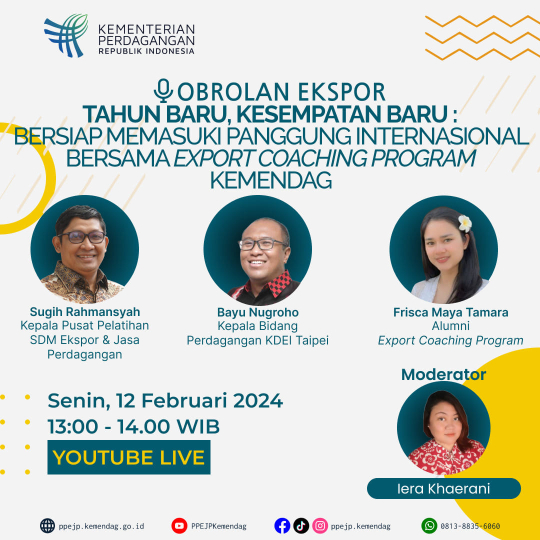 KEMENTERIAN
PERDAGANGAN
REPUBLIK INDONESIA
OBROLAN EKSPOR
TAHUN BARU, KESEMPATAN BARU :
BERSIAP MEMASUKI PANGGUNG INTERNASIONAL
BERSAMA EXPORT COACHING PROGRAM
KEMENDAG
Sugih Rahmansyah
Kepala Pusat Pelatihan
SDM Ekspor & Jasa
Perdagangan
Bayu Nugroho
Kepala Bidang
Perdagangan KDEI Taipei
Frisca Maya Tamara
Alumni
Export Coaching Program
Senin, 12 Februari 2024
13:00 - 14.00 WIB
YOUTUBE LIVE
Moderator
Iera Khaerani
ppejp.kemendag.go.id
PPEJPKemendag
ppejp.kemendag
0813-8835-6060